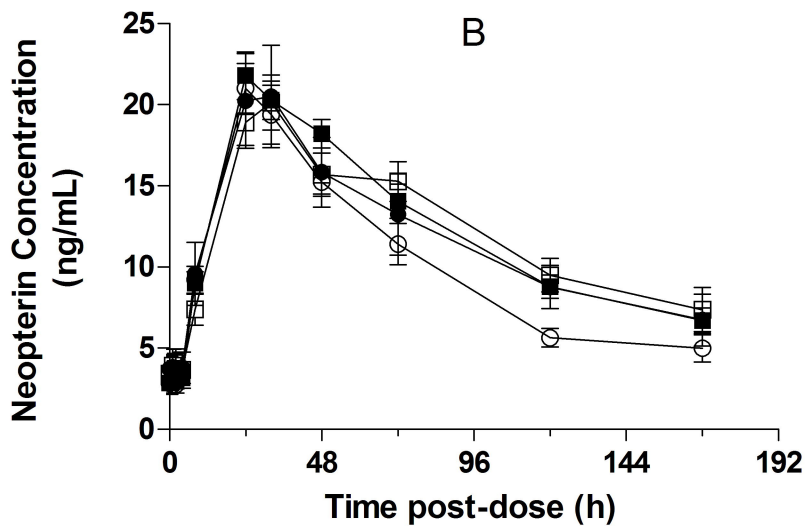 B
Neopterin Concentration
(ng/mL)
25
20
15
10
5
0
0 48 96 144 192
Time post-dose (h)